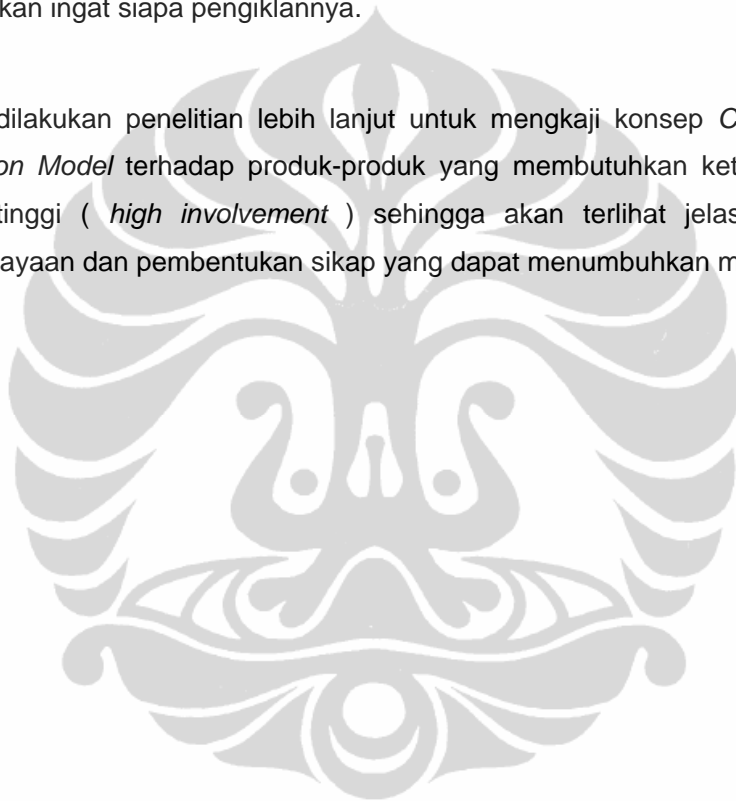 kan ingat siapa pengiklannya.
dilakukan penelitian lebih lanjut untuk mengkaji konsep C
on Model terhadap produk-produk yang membutuhkan ket
tinggi ( high involvement ) sehingga akan terlihat jelas
ayaan dan pembentukan sikap yang dapat menumbuhkan m